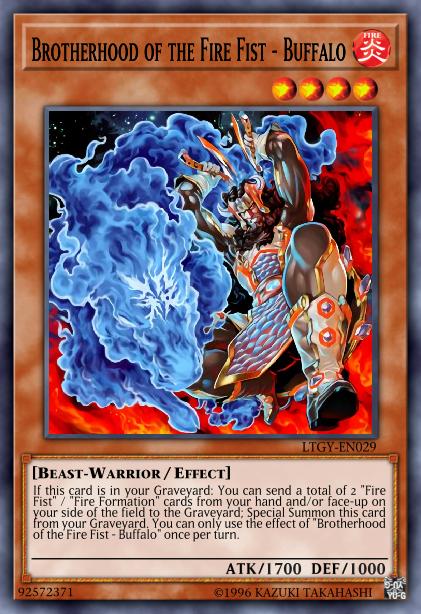 Brotherhood of the Fire Fist - Buffalo
FIRE
炎
LTGY-EN029
[Beast-Warrior / Effect]
If this card is in your Graveyard: You can send a total of 2 "Fire
Fist" / "Fire Formation" cards from your hand and/or face-up on
your side of the field to the Graveyard; Special Summon this card
from your Graveyard. You can only use the effect of "Brotherhood
of the Fire Fist - Buffalo" once per turn.
ATK/1700 DEF/1000
92572371
©1996 KAZUKI TAKAHASHI